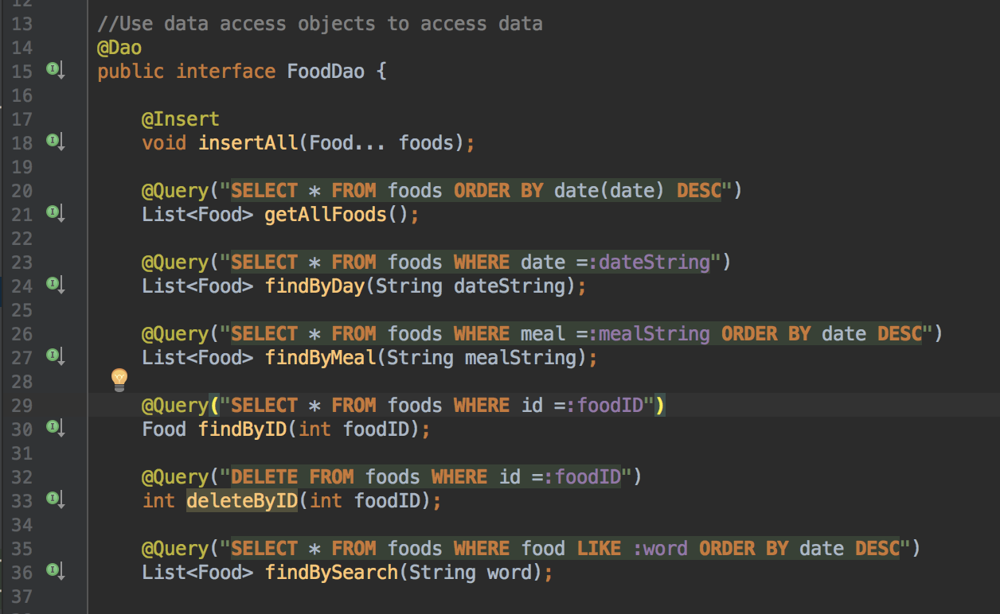 12
13 //Use data access objects to access data
14 @Dao
15 public interface FoodDao {
16
17 @Insert
18 void insertAll(Food... foods);
19
20 @Query("SELECT * FROM foods ORDER BY date(date) DESC")
21 List<Food> getAllFoods();
22
23 @Query("SELECT * FROM foods WHERE date =:dateString")
24 List<Food> findByDay(String dateString);
25
26 @Query("SELECT * FROM foods WHERE meal =:mealString ORDER BY date DESC")
27 List<Food> findByMeal(String mealString);
28
29 @Query("SELECT * FROM foods WHERE id =:foodID")
30 Food findByID(int foodID);
31
32 @Query("DELETE FROM foods WHERE id =:foodID")
33 int deleteByID(int foodID);
34
35 @Query("SELECT * FROM foods WHERE food LIKE :word ORDER BY date DESC")
36 List<Food> findBySearch(String word);
37